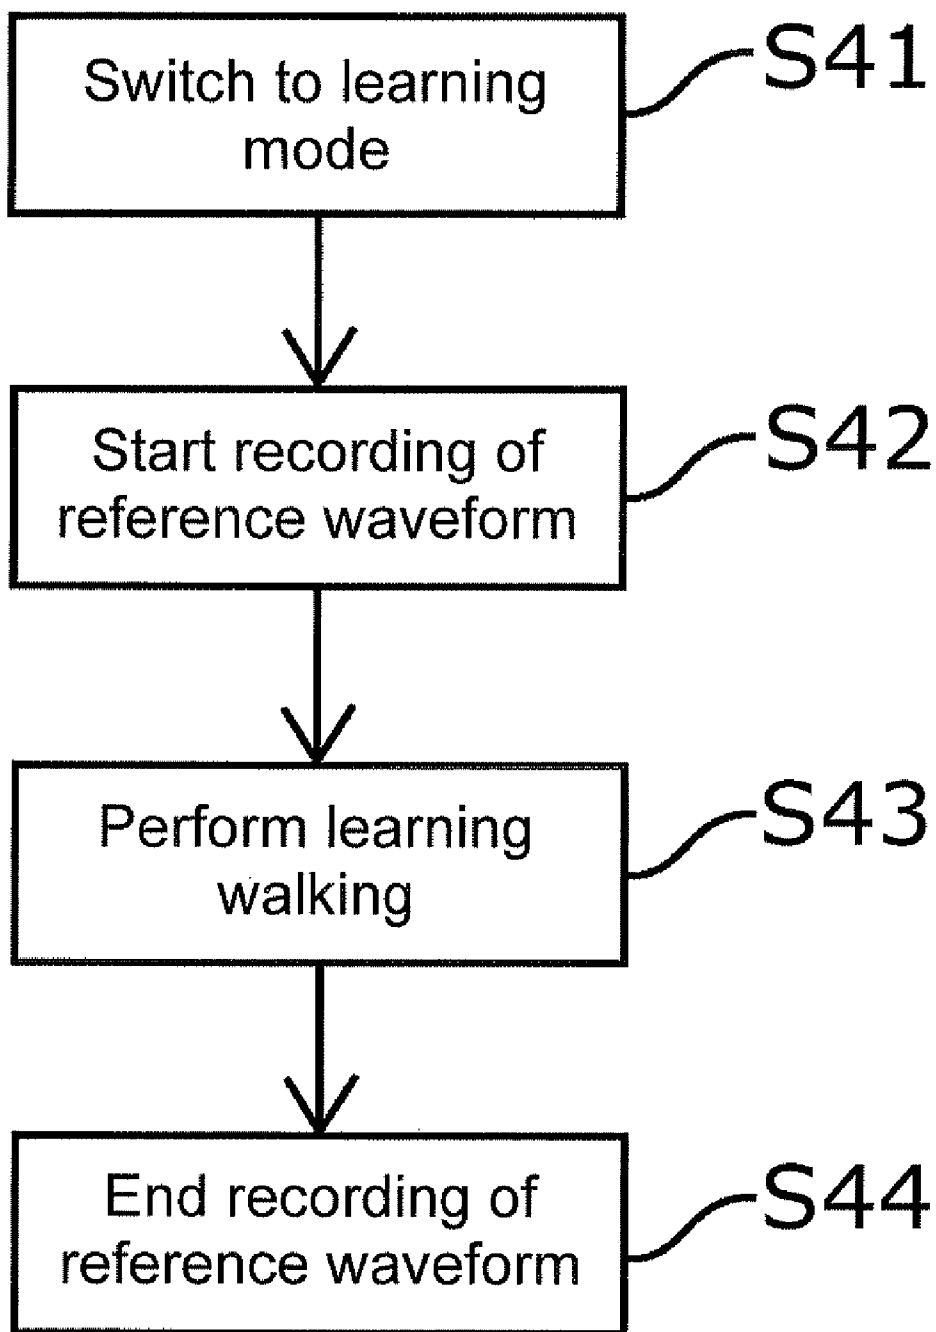 Switch to learning
mode
S41
Start recording of
reference waveform
S42
Perform learning
walking
S43
End recording of
reference waveform
S44